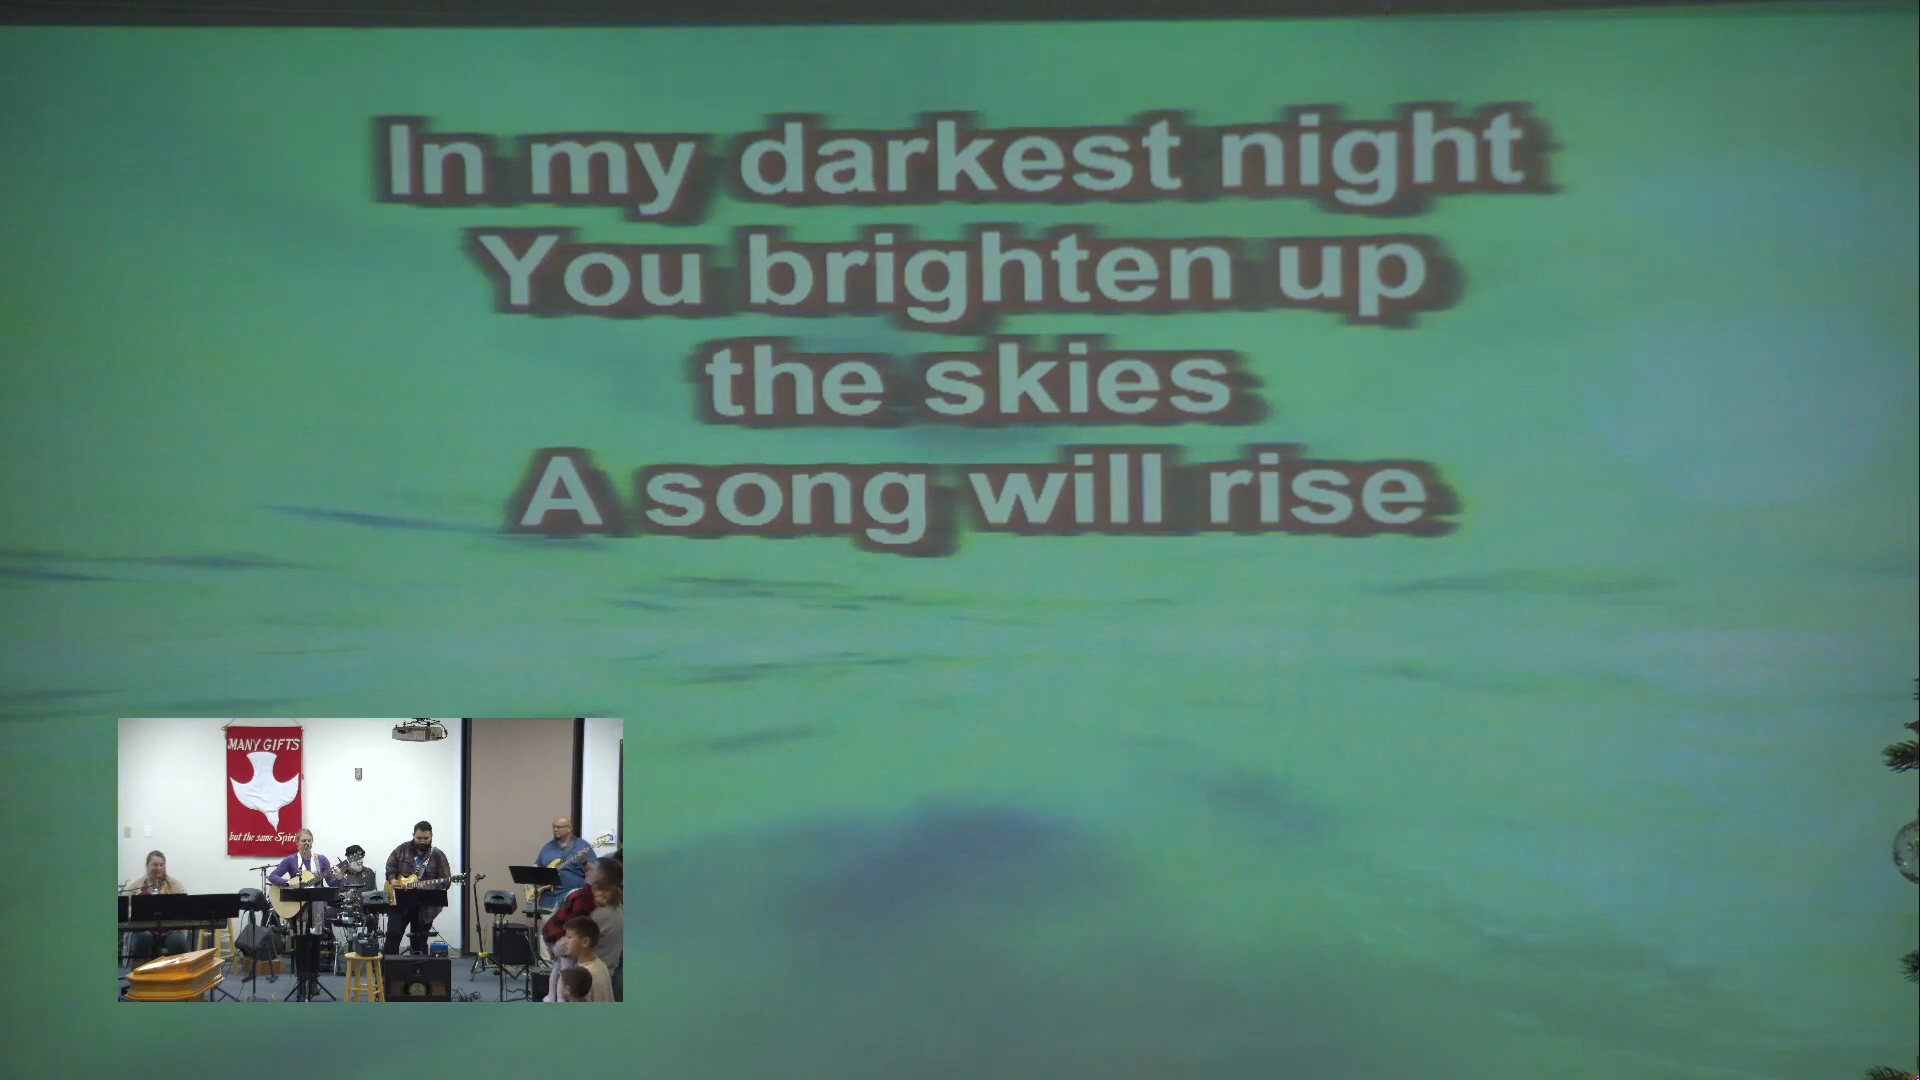 In my darkest night
You brighten up
the skies
A song will rise
MANY GIFTS
but the same Spirit